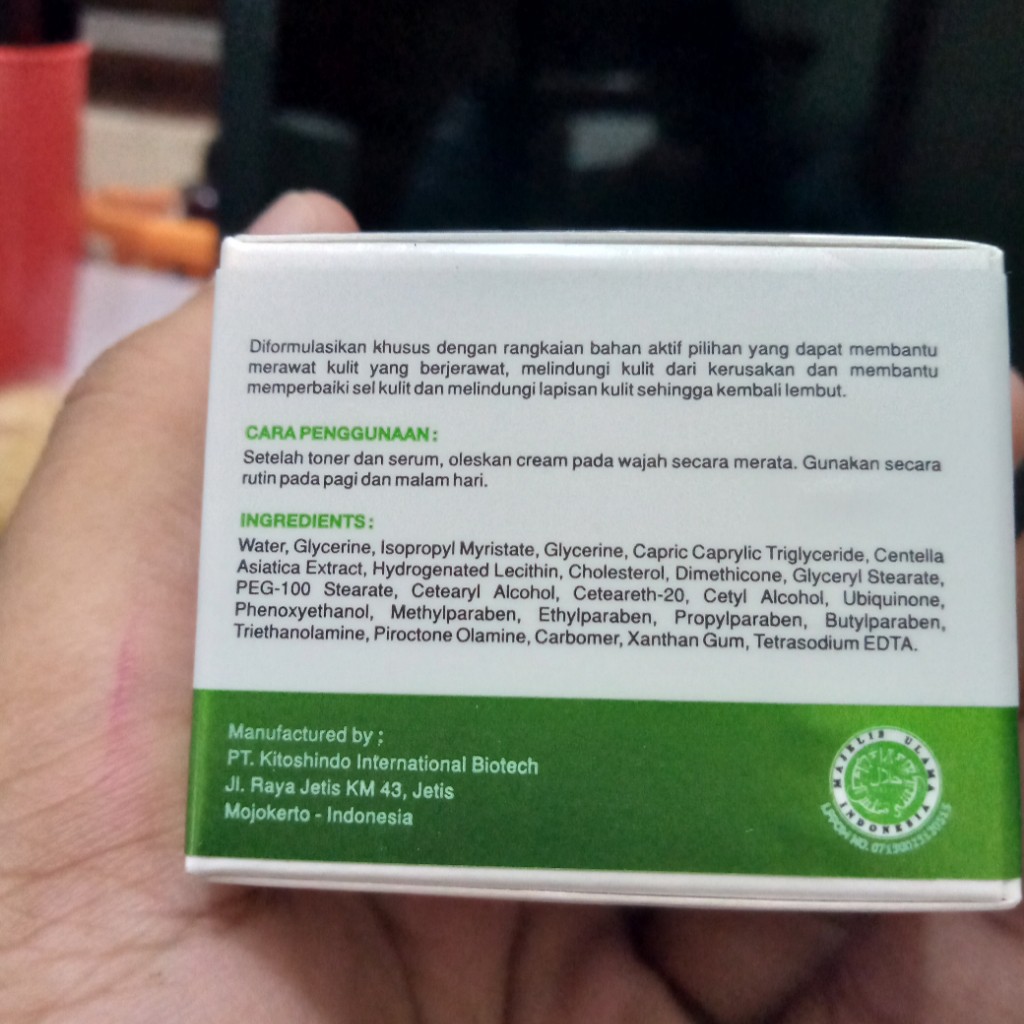 Diformulasikan khusus dengan rangkaian bahan aktif pilihan yang dapat membantu
merawat kulit yang berjerawat, melindungi kulit dari kerusakan dan membantu
memperbaiki sel kulit dan melindungi lapisan kulit sehingga kembali lembut.
CARA PENGGUNAAN :
Setelah toner dan serum, oleskan cream pada wajah secara merata. Gunakan secara
rutin pada pagi dan malam hari.
INGREDIENTS :
Water, Glycerine, Isopropyl Myristate, Glycerine, Capric Caprylic Triglyceride, Centella
Asiatica Extract, Hydrogenated Lecithin, Cholesterol, Dimethicone, Glyceryl Stearate,
PEG-100 Stearate, Cetearyl Alcohol, Ceteareth-20, Cetyl Alcohol, Ubiquinone,
Phenoxyethanol, Methylparaben, Ethylparaben, Propylparaben, Butylparaben,
Triethanolamine, Piroctone Olamine, Carbomer, Xanthan Gum, Tetrasodium EDTA.
Manufactured by ;
PT. Kitoshindo International Biotech
Jl. Raya Jetis KM 43, Jetis
Mojokerto - Indonesia
MAJELIS ULAMA
INDONESIA
حلال
LPPOM NO.